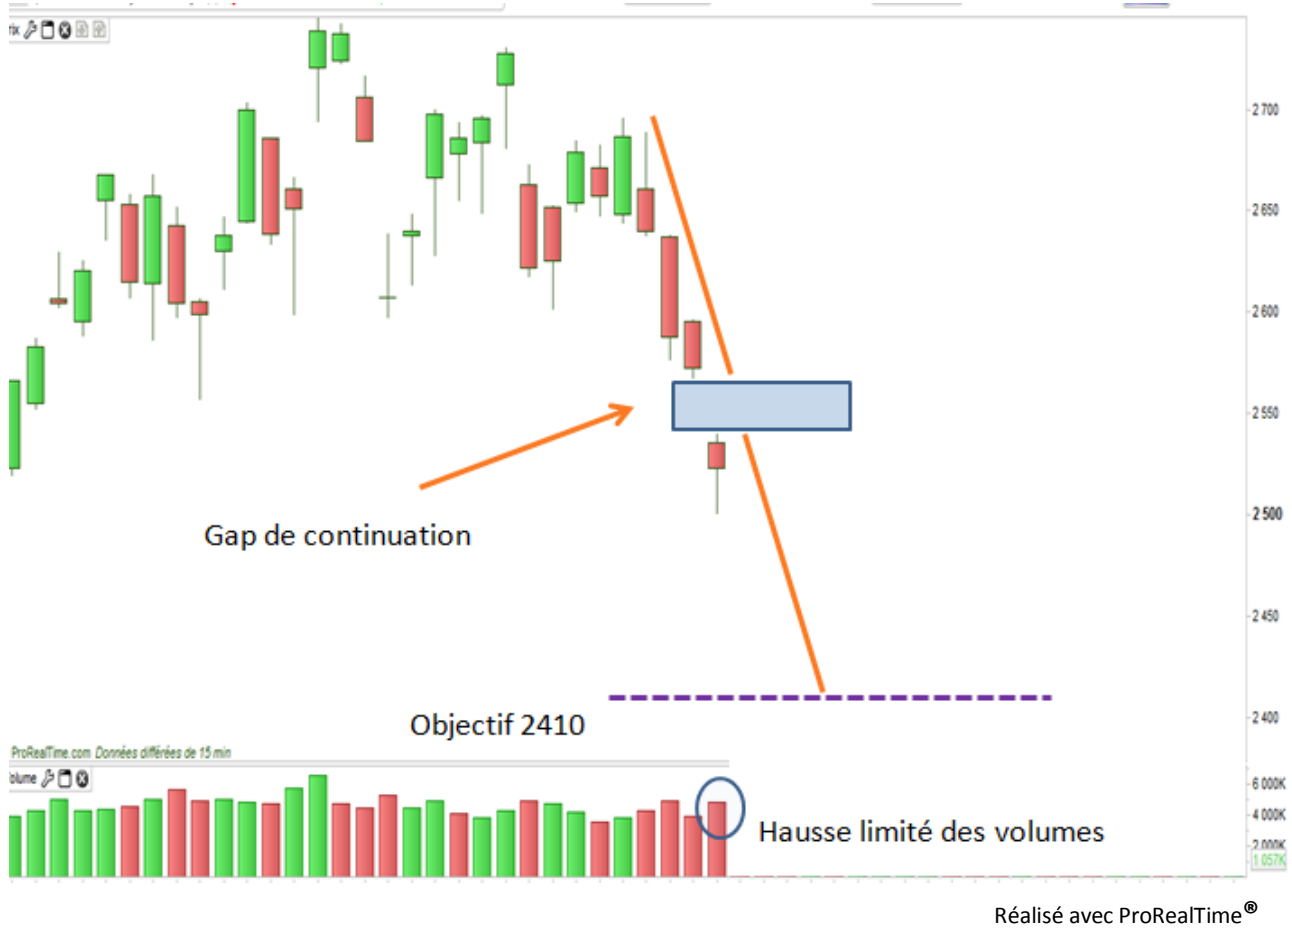 2 700
2 650
2 600
2 550
Gap de continuation
2 500
2 450
Objectif 2410
2 400
ProRealTime.com Données différées de 15 min
6 000K
4 000K
Hausse limité des volumes
2 000K
1 057K
Réalisé avec ProRealTime®